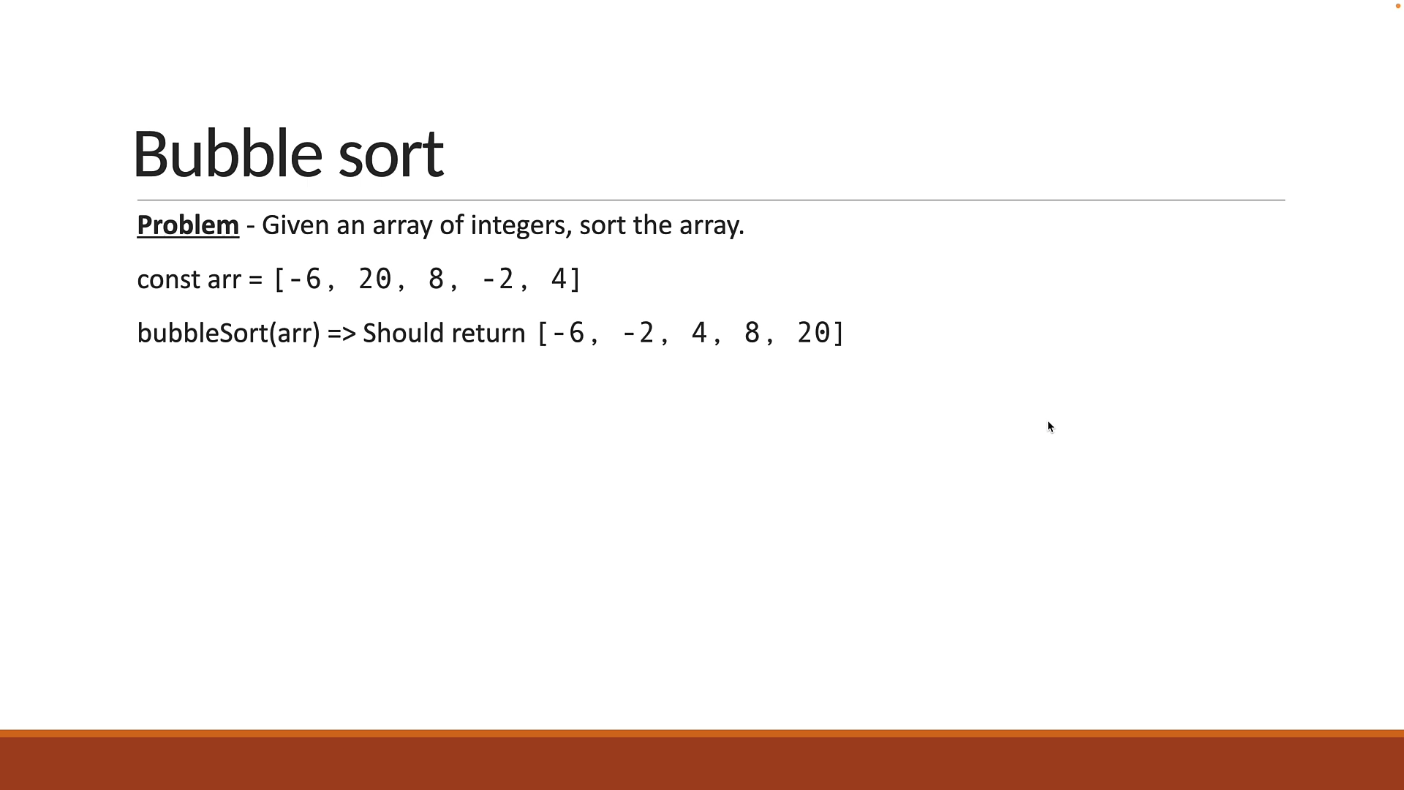 Bubble sort
Problem - Given an array of integers, sort the array.
const arr = [-6, 20, 8, -2, 4]
bubbleSort(arr) => Should return [-6, -2, 4, 8, 20]